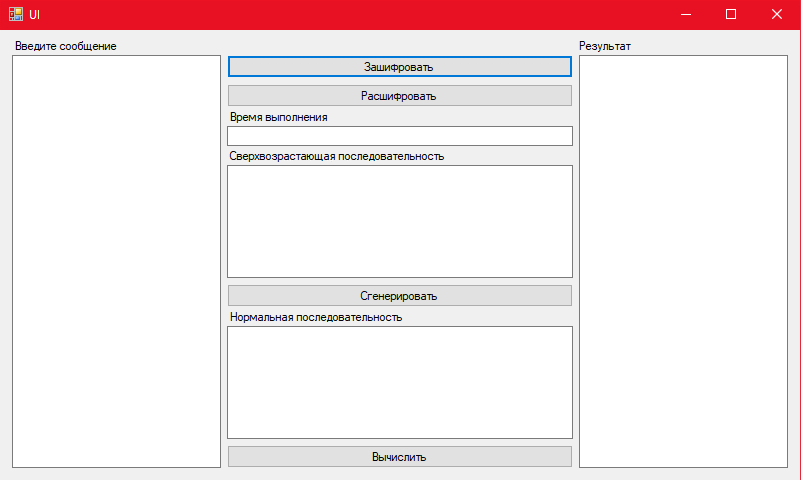 UI
Введите сообщение
Зашифровать
Расшифровать
Время выполнения
Сверхвозрастающая последовательность
Сгенерировать
Нормальная последовательность
Вычислить
Результат